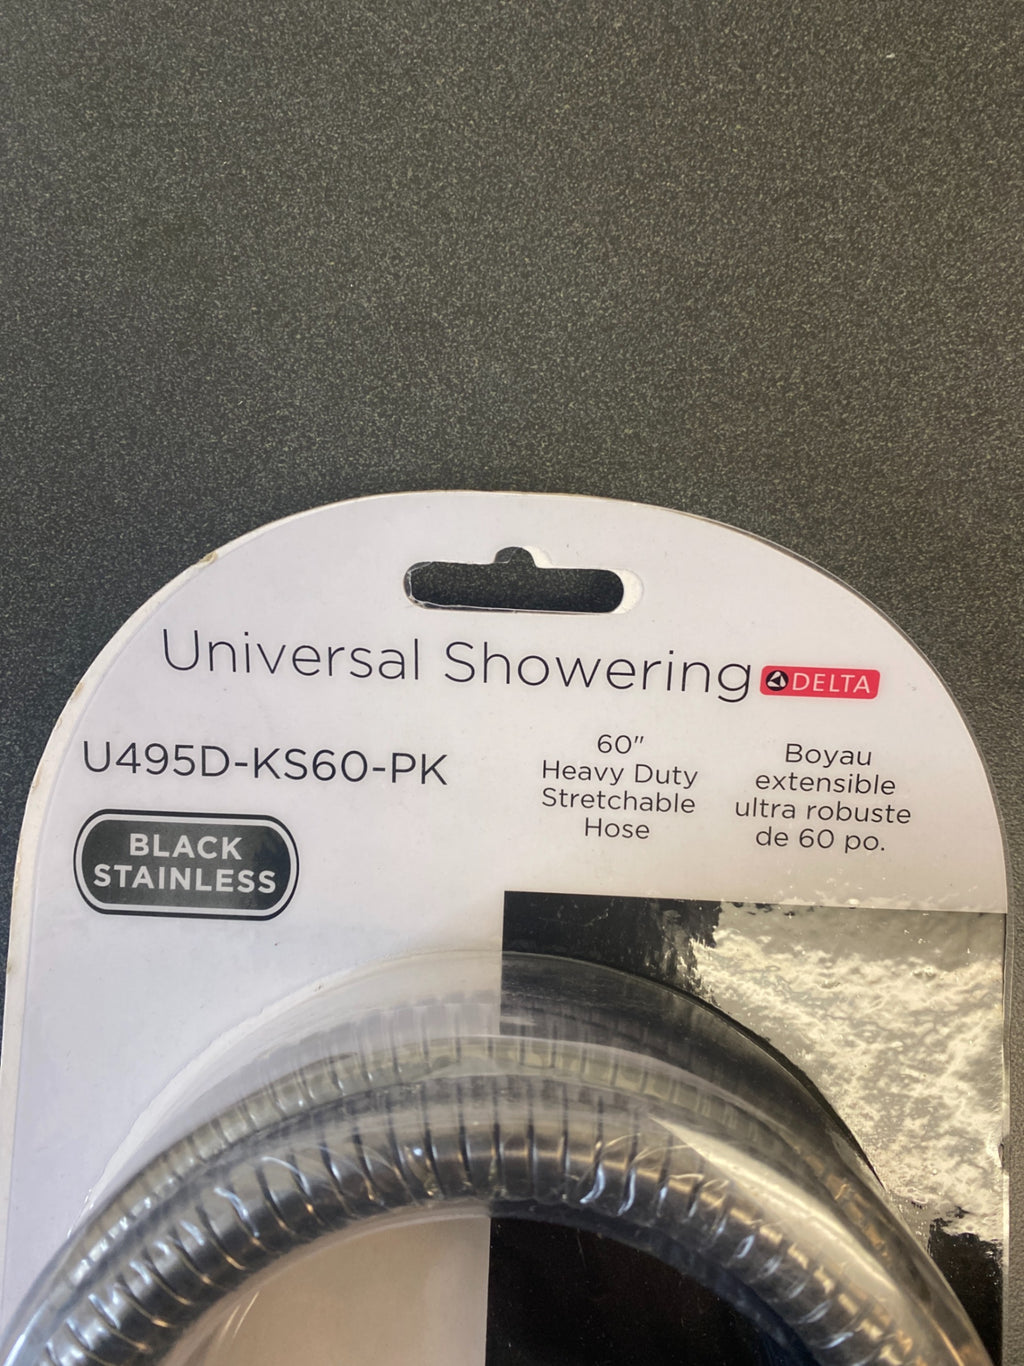 Universal Showering DELTA
U495D-KS60-PK
BLACK
STAINLESS
60"
Heavy Duty
Stretchable
Hose
Boyau
extensible
ultra robuste
de 60 po.